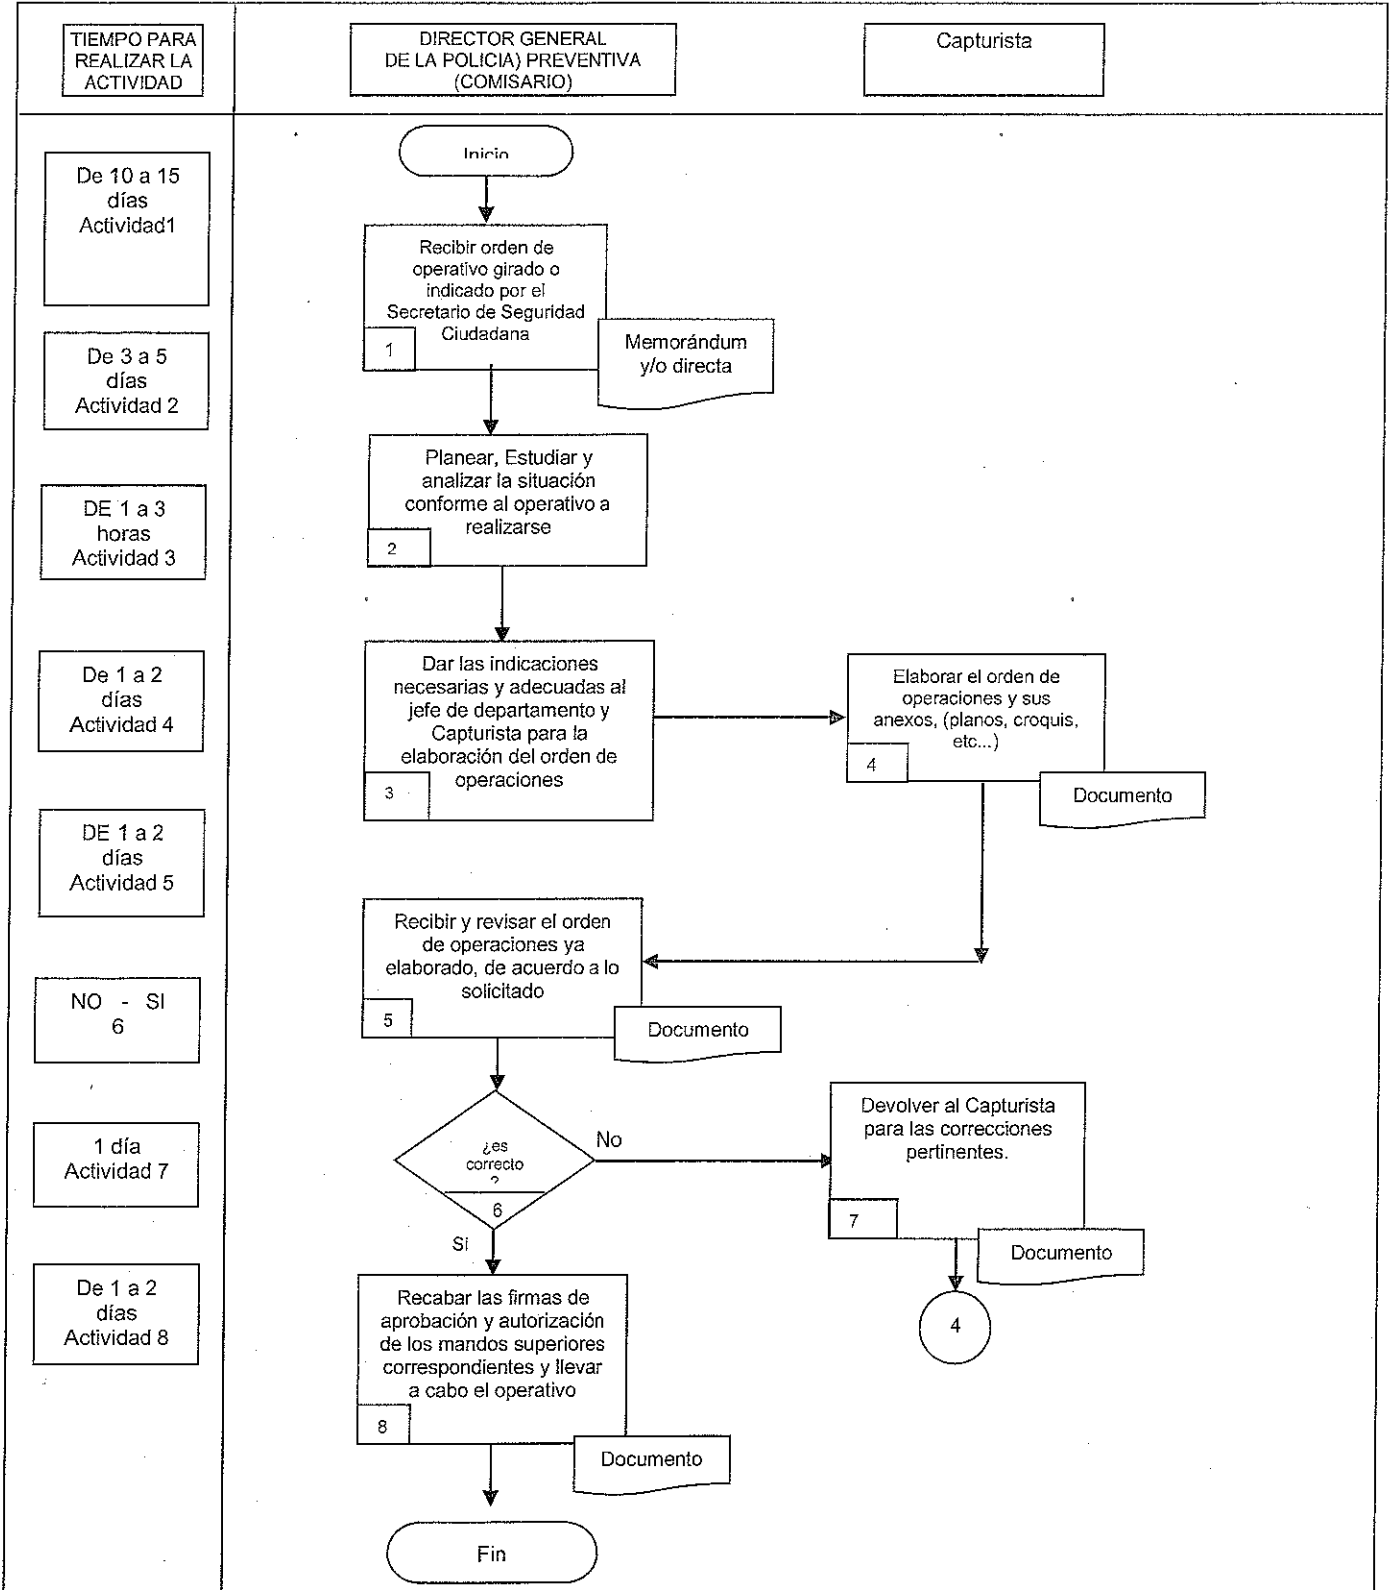 TIEMPO PARA
REALIZAR LA
ACTIVIDAD
DIRECTOR GENERAL
DE LA POLICIA) PREVENTIVA
(COMISARIO)
Capturista
De 10 a 15
días
Actividad1
De 3 a 5
días
Actividad 2
DE 1 a 3
horas
Actividad 3
De 1 a 2
días
Actividad 4
DE 1 a 2
días
Actividad 5
NO - SI
6
1 día
Actividad 7
De 1 a 2
días
Actividad 8
Inicio
Recibir orden de
operativo girado o
indicado por el
Secretario de Seguridad
Ciudadana
1
Memorándum
y/o directa
Planear, Estudiar y
analizar la situación
conforme al operativo a
realizarse
2
Dar las indicaciones
necesarias y adecuadas al
jefe de departamento y
Capturista para la
elaboración del orden de
operaciones
3
Elaborar el orden de
operaciones y sus
anexos, (planos, croquis,
etc...)
4
Documento
Recibir y revisar el orden
de operaciones ya
elaborado, de acuerdo a lo
solicitado
5
Documento
¿es
correcto
?
6
No
Si
Devolver al Capturista
para las correcciones
pertinentes.
7
Documento
4
Recabar las firmas de
aprobación y autorización
de los mandos superiores
correspondientes y llevar
a cabo el operativo
8
Documento
Fin